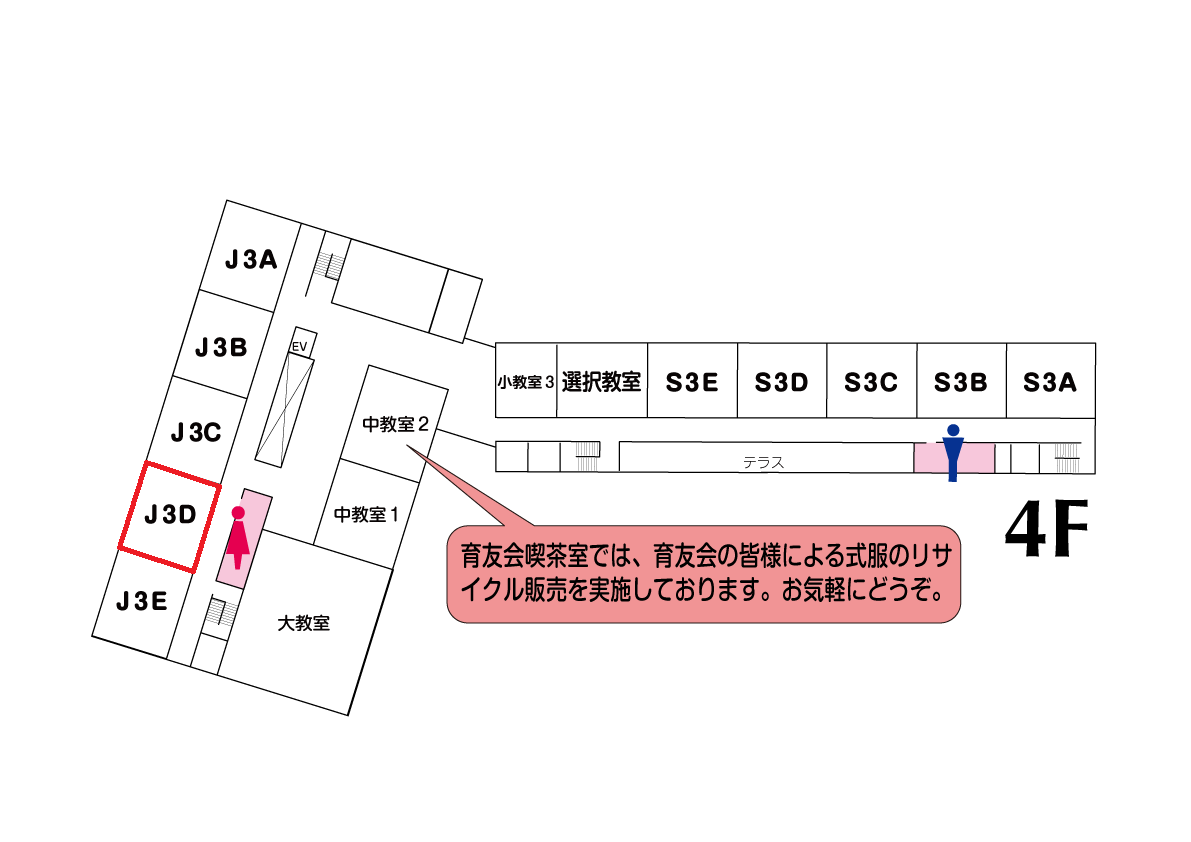 J3A
J3B
EV
J3C
J3D
J3E
中教室2
中教室1
大教室
小教室3
選択教室
S3E
S3D
S3C
S3B
S3A
テラス
4F
育友会喫茶室では、育友会の皆様による式服のリサ
イクル販売を実施しております。お気軽にどうぞ。